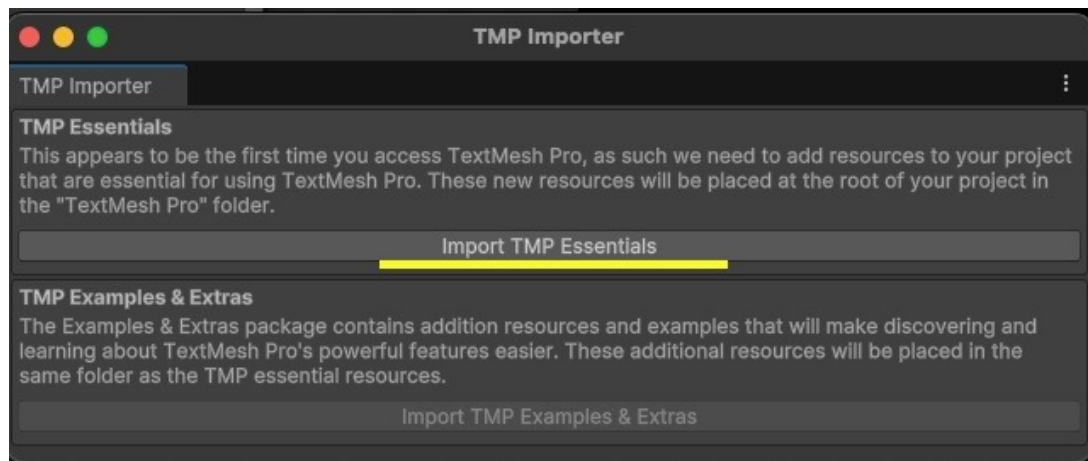 TMP Importer
TMP Importer
TMP Essentials
This appears to be the first time you access TextMesh Pro, as such we need to add resources to your project
that are essential for using TextMesh Pro. These new resources will be placed at the root of your project in
the "TextMesh Pro" folder.
Import TMP Essentials
TMP Examples & Extras
The Examples & Extras package contains addition resources and examples that will make discovering and
learning about TextMesh Pro's powerful features easier. These additional resources will be placed in the
same folder as the TMP essential resources.
Import TMP Examples & Extras